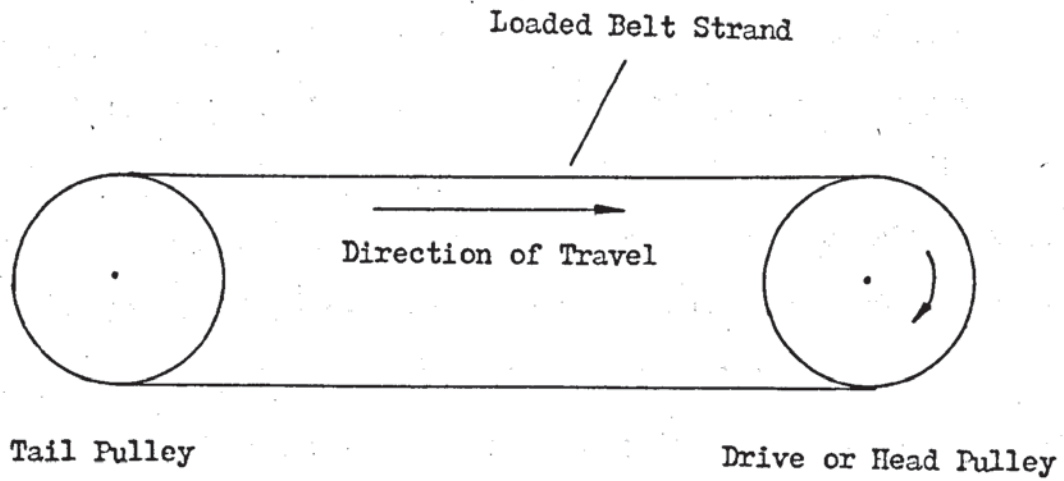 Loaded Belt Strand
Direction of Travel
Tail Pulley
Drive or Head Pulley